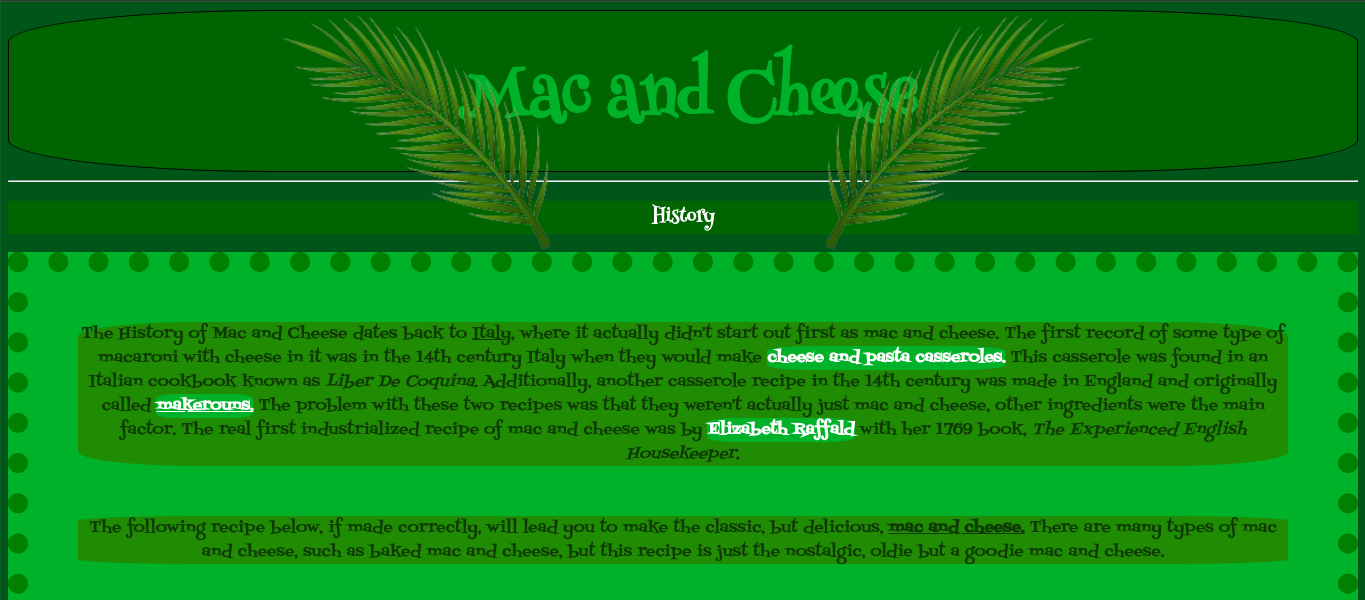 Mac and Cheese
History
The History of Mac and Cheese dates back to Italy, where it actually didn't start out first as mac and cheese. The first record of some type of
macaroni with cheese in it was in the 14th century Italy when they would make cheese and pasta casseroles. This casserole was found in an
Italian cookbook known as Liber De Coquina. Additionally, another casserole recipe in the 14th century was made in England and originally
called makerouns. The problem with these two recipes was that they weren't actually just mac and cheese, other ingredients were the main
factor. The real first industrialized recipe of mac and cheese was by Elizabeth Raffald with her 1769 book, The Experienced English
Housekeeper.
The following recipe below, if made correctly, will lead you to make the classic, but delicious, mac and cheese. There are many types of mac
and cheese, such as baked mac and cheese, but this recipe is just the nostalgic, oldie but a goodie mac and cheese.